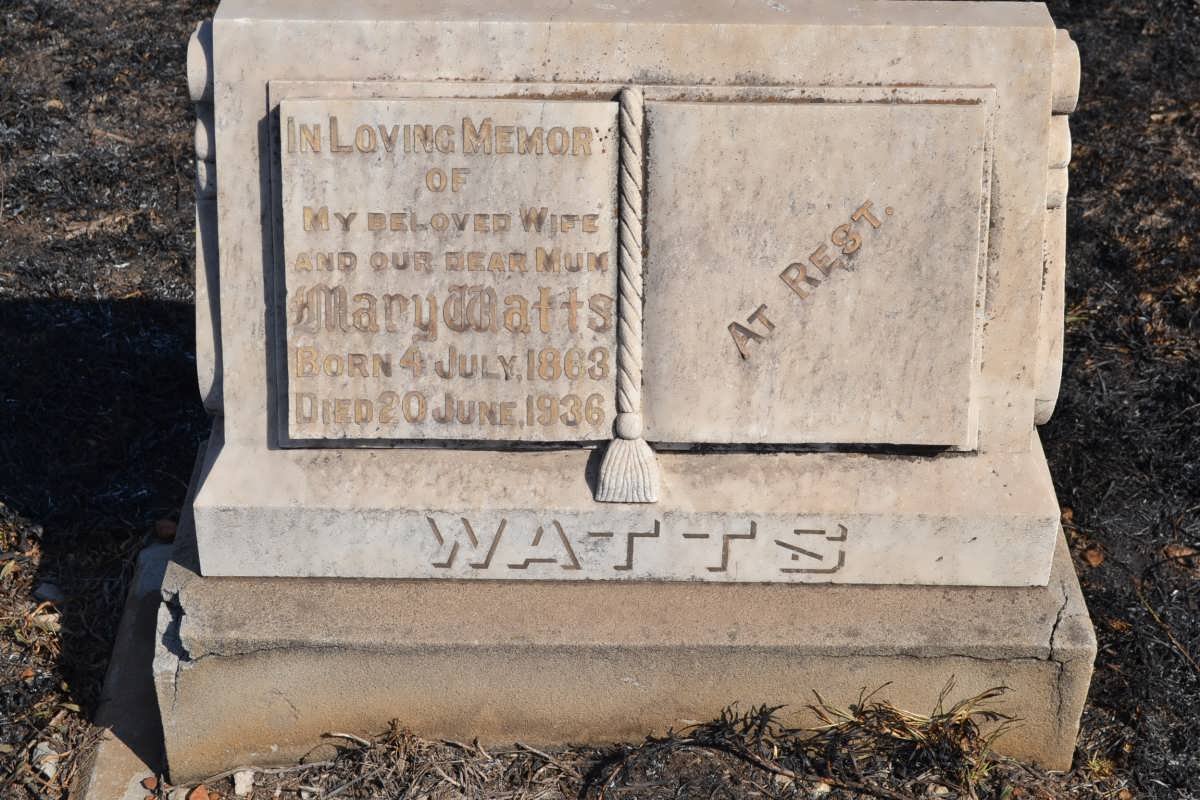 In Loving Memory
of
My beloved Wife
and our dear Mum
Mary Watts
Born 4 July, 1863
Died 20 June, 1936
At Rest.
WATTS